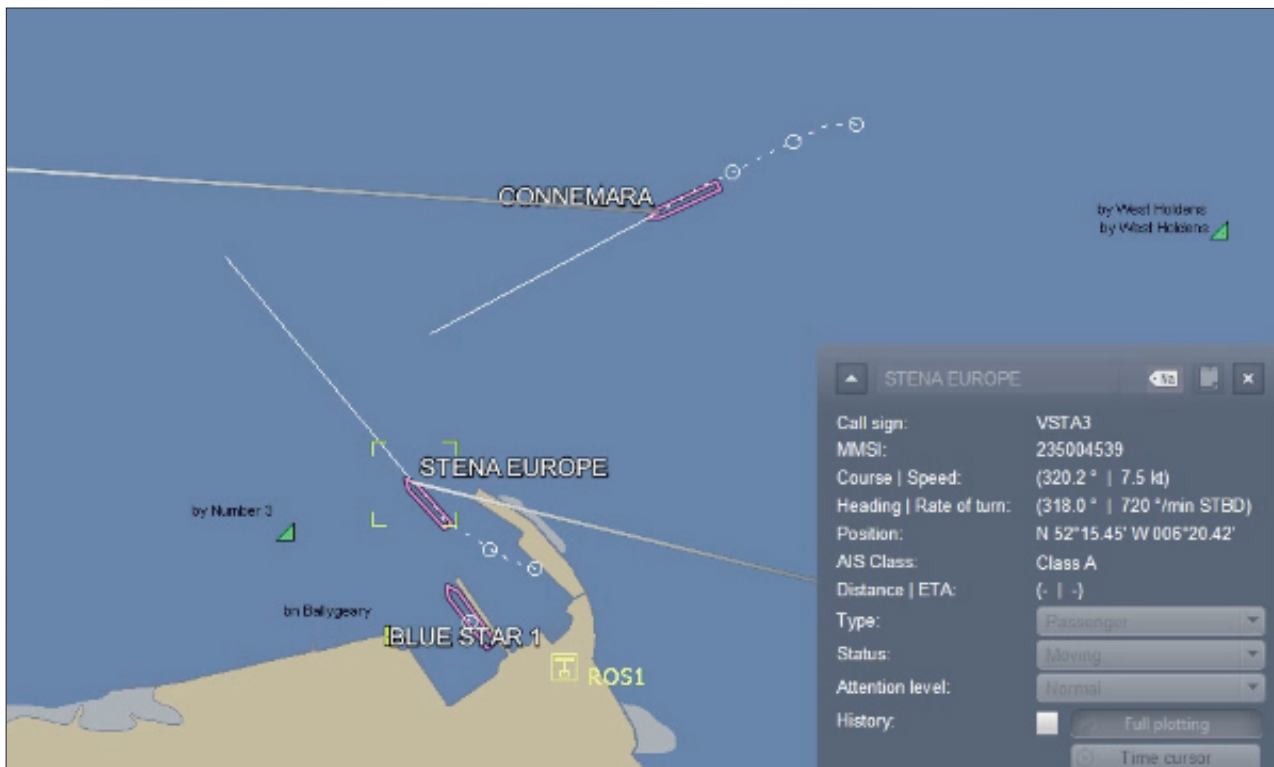 CONNEMARA
by West Holdens
by West Holdens
STENA EUROPE
by Number 3
bn Ballygeary
BLUE STAR 1
ROS1
STENA EUROPE
Call sign: VSTA3
MMSI: 235004539
Course | Speed: (320.2 ° | 7.5 kt)
Heading | Rate of turn: (318.0 ° | 720 °/min STBD)
Position: N 52°15.45' W 006°20.42'
AIS Class: Class A
Distance | ETA: (- | -)
Type: Passenger
Status: Moving
Attention level: Normal
History: Full plotting
Time cursor